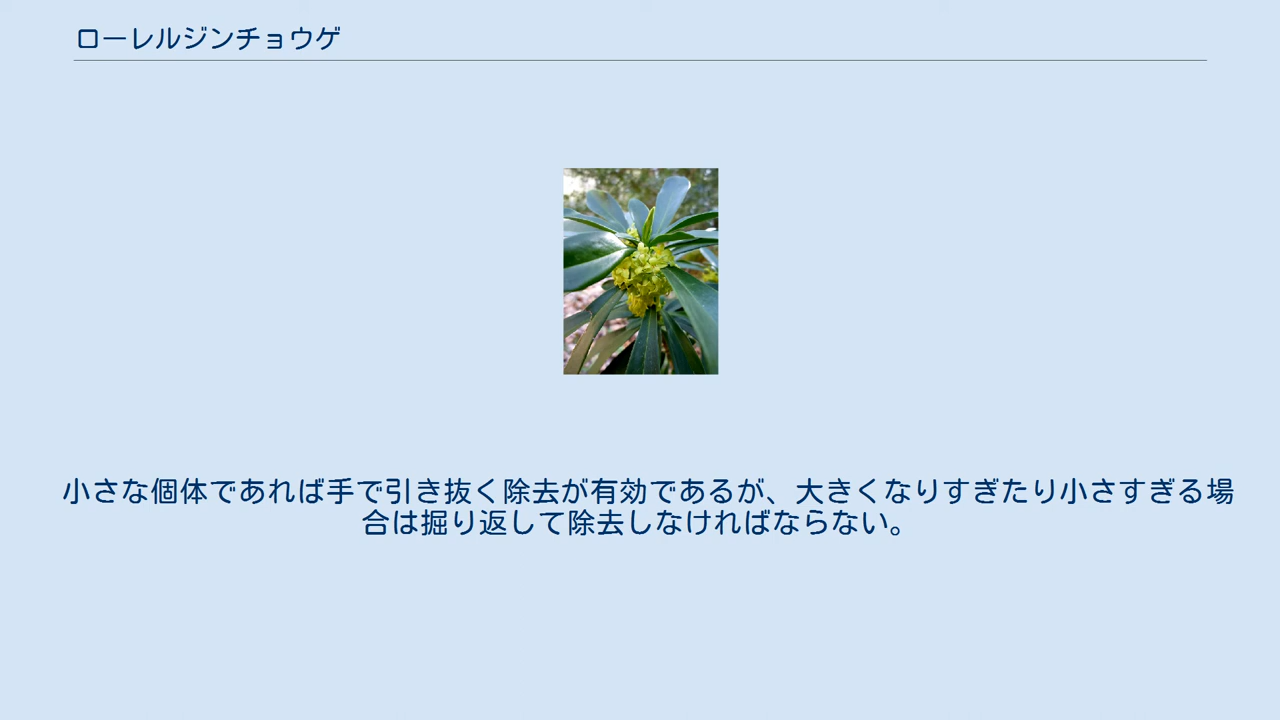 ローレルジンチョウゲ
小さな個体であれば手で引き抜く除去が有効であるが、大きくなりすぎたり小さすぎる場
合は掘り返して除去しなければならない。